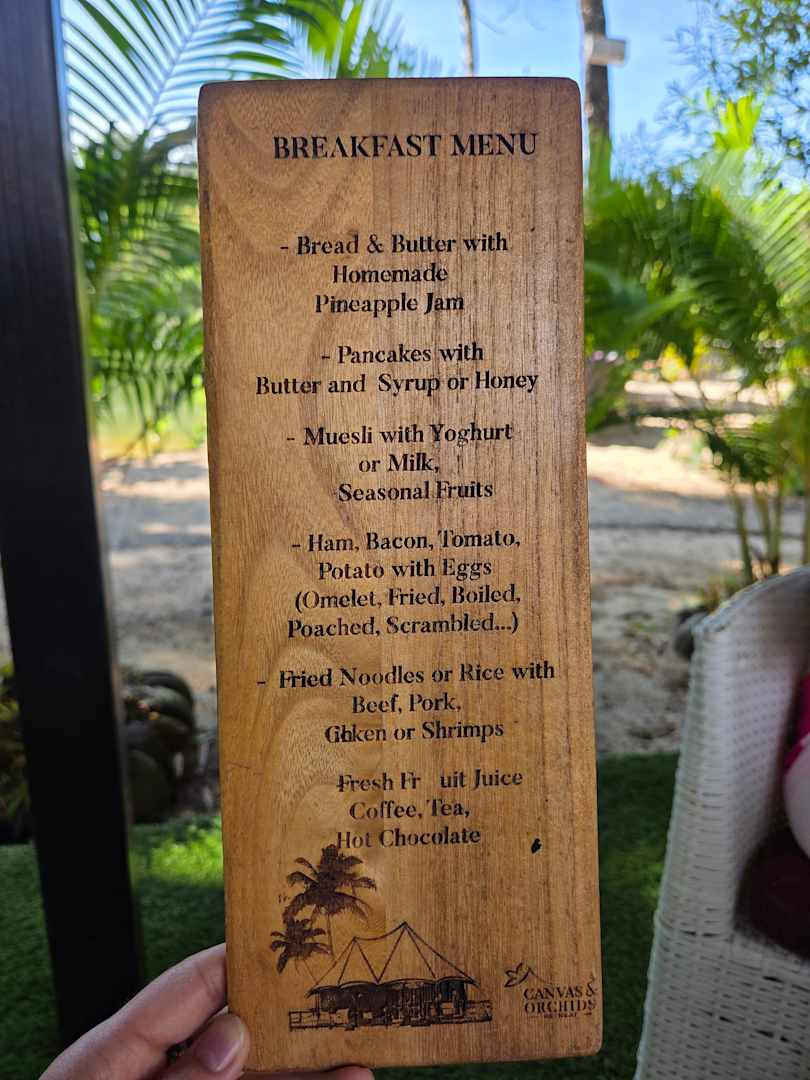 BREAKFAST MENU
- Bread & Butter with
Homemade
Pineapple Jam
- Pancakes with
Butter and Syrup or Honey
- Muesli with Yoghurt
or Milk,
Seasonal Fruits
- Ham, Bacon, Tomato,
Potato with Eggs
(Omelet, Fried, Boiled,
Poached, Scrambled...)
- Fried Noodles or Rice with
Beef, Pork,
or Shrimps
Fresh Fr uit Juice
Coffee, Tea,
Hot Chocolate
CANVAS &
ORCHIDS